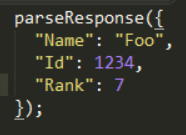 parseResponse({
  "Name": "Foo",
  "Id": 1234,
  "Rank": 7
});